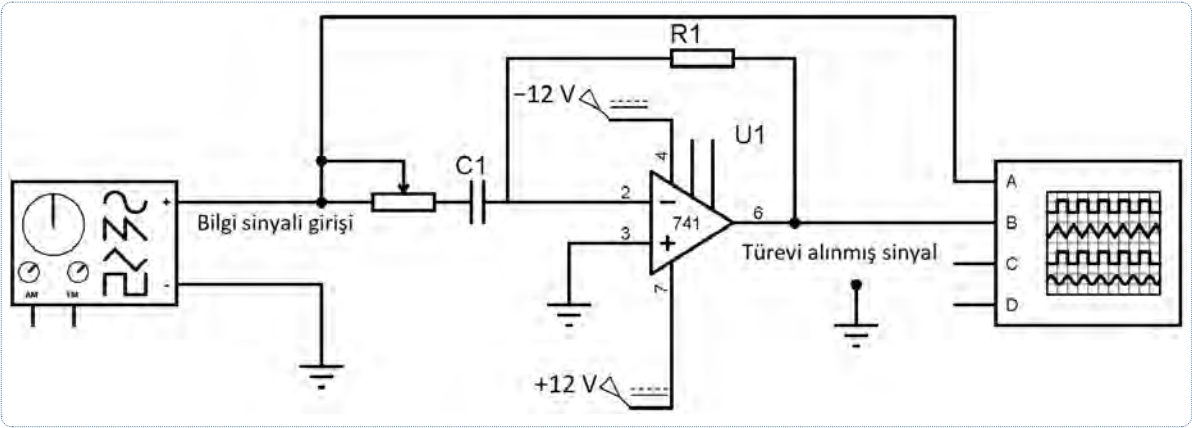 R1
−12 V
U1
4
C1
A
+
2
−
6
B
Bilgi sinyali girişi
741
3
+
Türevi alınmış sinyal
C
-
AM
FM
7
D
+12 V